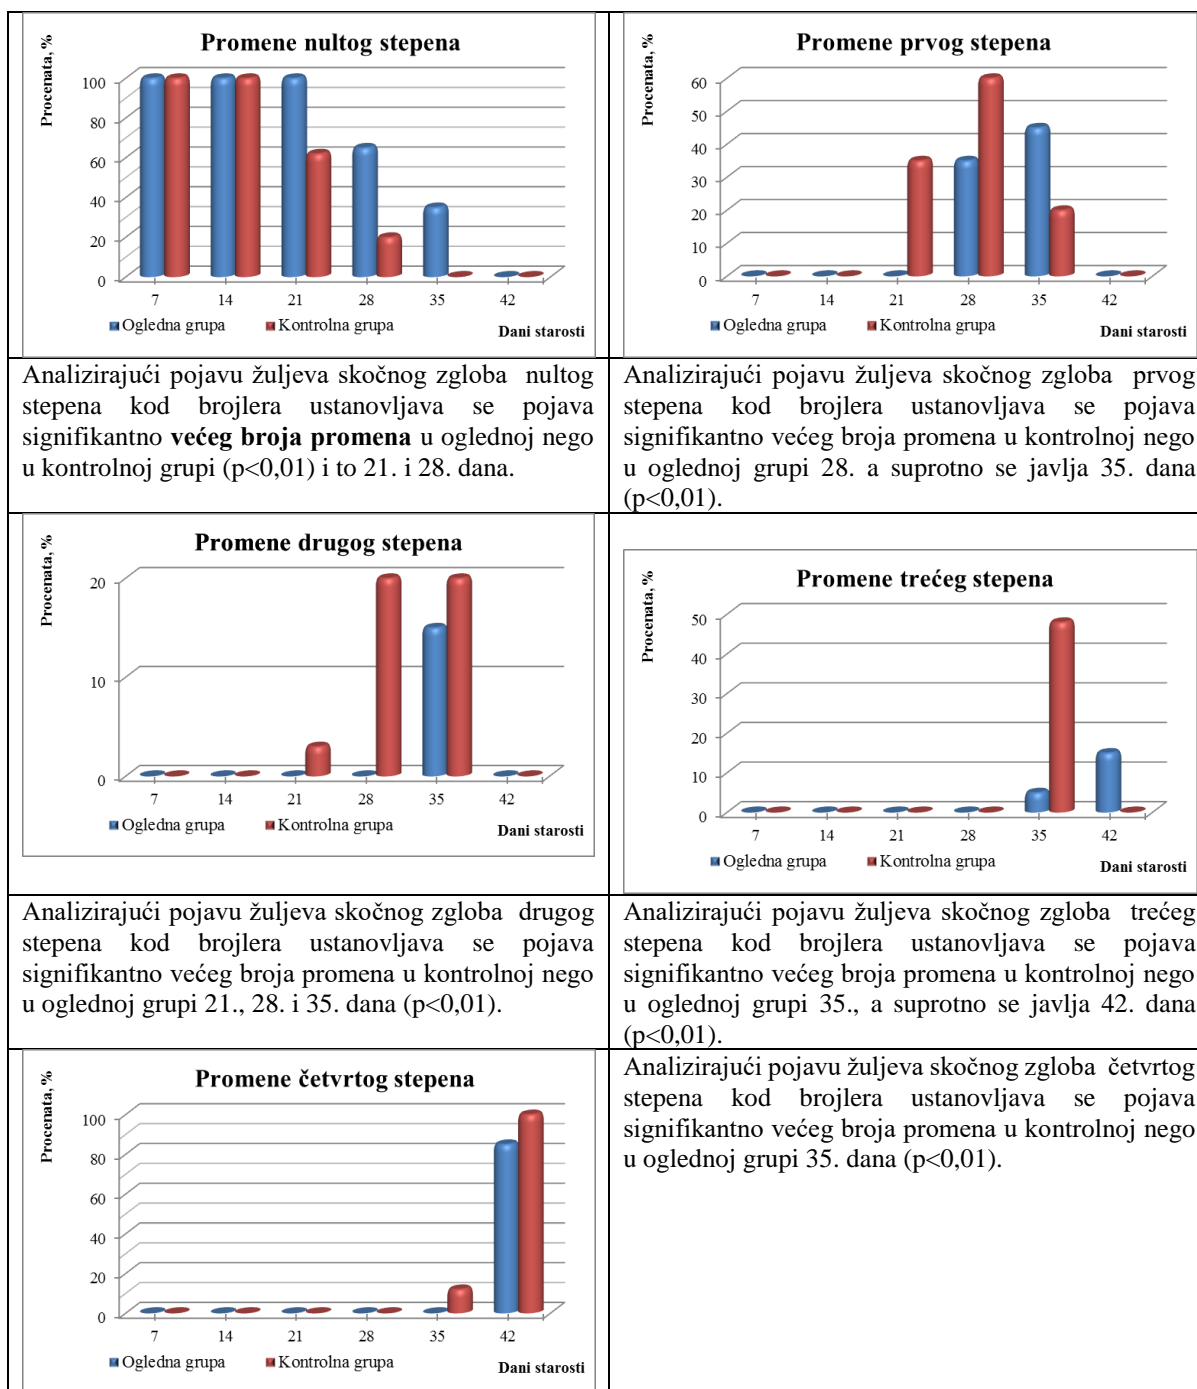 Promene nultog stepena
Procenata, %
100
80
60
40
20
0
7 14 21 28 35 42
Ogledna grupa Kontrolna grupa Dani starosti
Promene prvog stepena
Procenata, %
60
50
40
30
20
10
0
7 14 21 28 35 42
Ogledna grupa Kontrolna grupa Dani starosti
Analizirajući pojavu žuljeva skočnog zgloba nultog
stepena kod brojlera ustanovljava se pojava
signifikantno većeg broja promena u oglednoj nego
u kontrolnoj grupi (p<0,01) i to 21. i 28. dana.
Analizirajući pojavu žuljeva skočnog zgloba prvog
stepena kod brojlera ustanovljava se pojava
signifikantno većeg broja promena u kontrolnoj nego
u oglednoj grupi 28. a suprotno se javlja 35. dana
(p<0,01).
Promene drugog stepena
Procenata, %
20
10
0
7 14 21 28 35 42
Ogledna grupa Kontrolna grupa Dani starosti
Promene trećeg stepena
Procenata, %
50
40
30
20
10
0
7 14 21 28 35 42
Ogledna grupa Kontrolna grupa Dani starosti
Analizirajući pojavu žuljeva skočnog zgloba drugog
stepena kod brojlera ustanovljava se pojava
signifikantno većeg broja promena u kontrolnoj nego
u oglednoj grupi 21., 28. i 35. dana (p<0,01).
Analizirajući pojavu žuljeva skočnog zgloba trećeg
stepena kod brojlera ustanovljava se pojava
signifikantno većeg broja promena u kontrolnoj nego
u oglednoj grupi 35., a suprotno se javlja 42. dana
(p<0,01).
Promene četvrtog stepena
Procenata, %
100
80
60
40
20
0
7 14 21 28 35 42
Ogledna grupa Kontrolna grupa Dani starosti
Analizirajući pojavu žuljeva skočnog zgloba četvrtog
stepena kod brojlera ustanovljava se pojava
signifikantno većeg broja promena u kontrolnoj nego
u oglednoj grupi 35. dana (p<0,01).